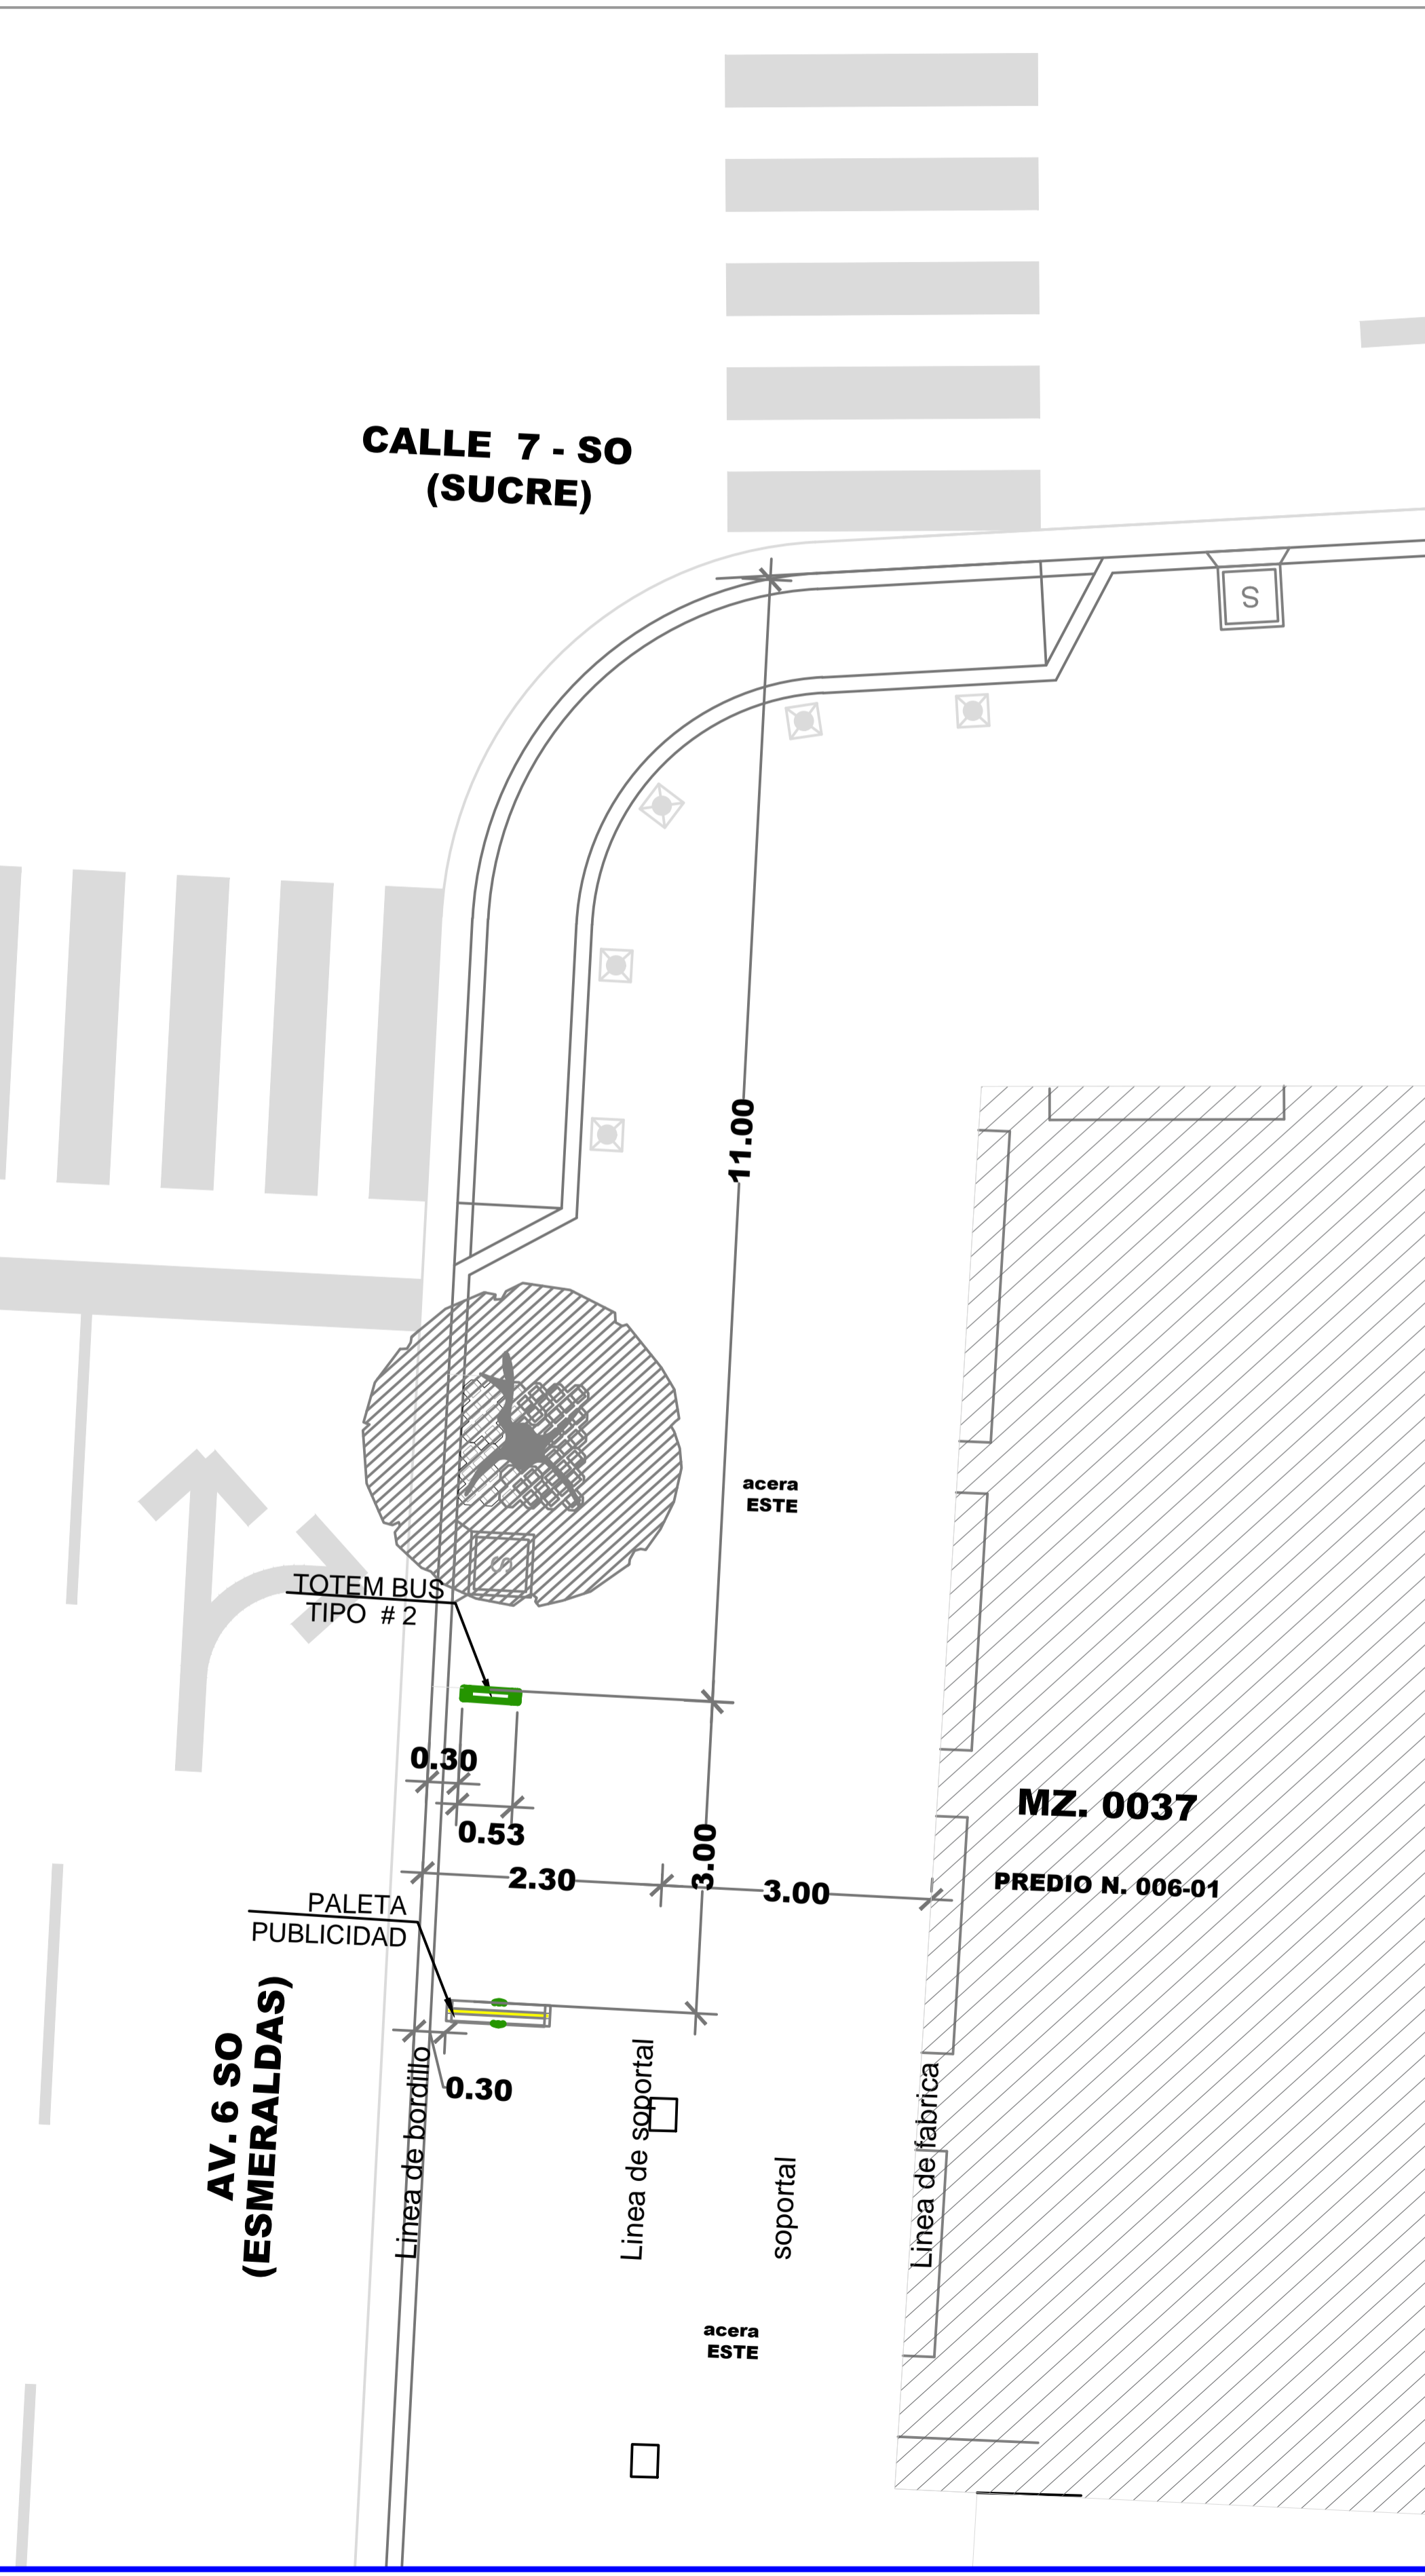 CALLE 7 - SO
(SUCRE)
S
11.00
acera
ESTE
S
TOTEM BUS
TIPO # 2
0.30
0.53
3.00
2.30
3.00
MZ. 0037
PREDIO N. 006-01
PALETA
PUBLICIDAD
AV. 6 SO
(ESMERALDAS)
0.30
Linea de bordillo
Linea de soportal
soportal
Linea de fabrica
acera
ESTE